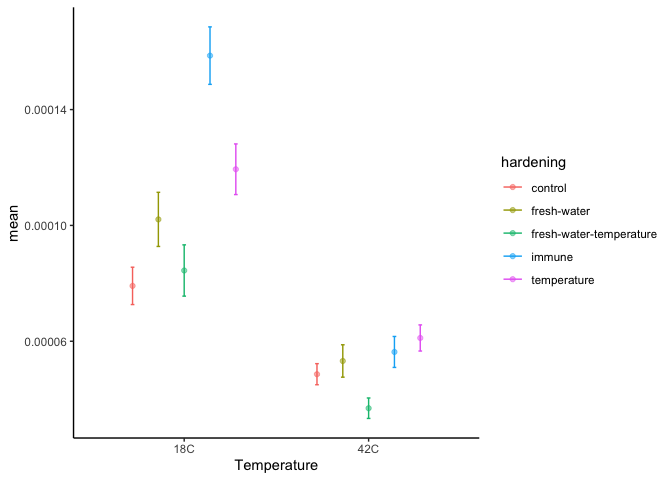 0.00014
0.00010
0.00006
mean
18C
42C
Temperature
hardening
control
fresh-water
fresh-water-temperature
immune
temperature